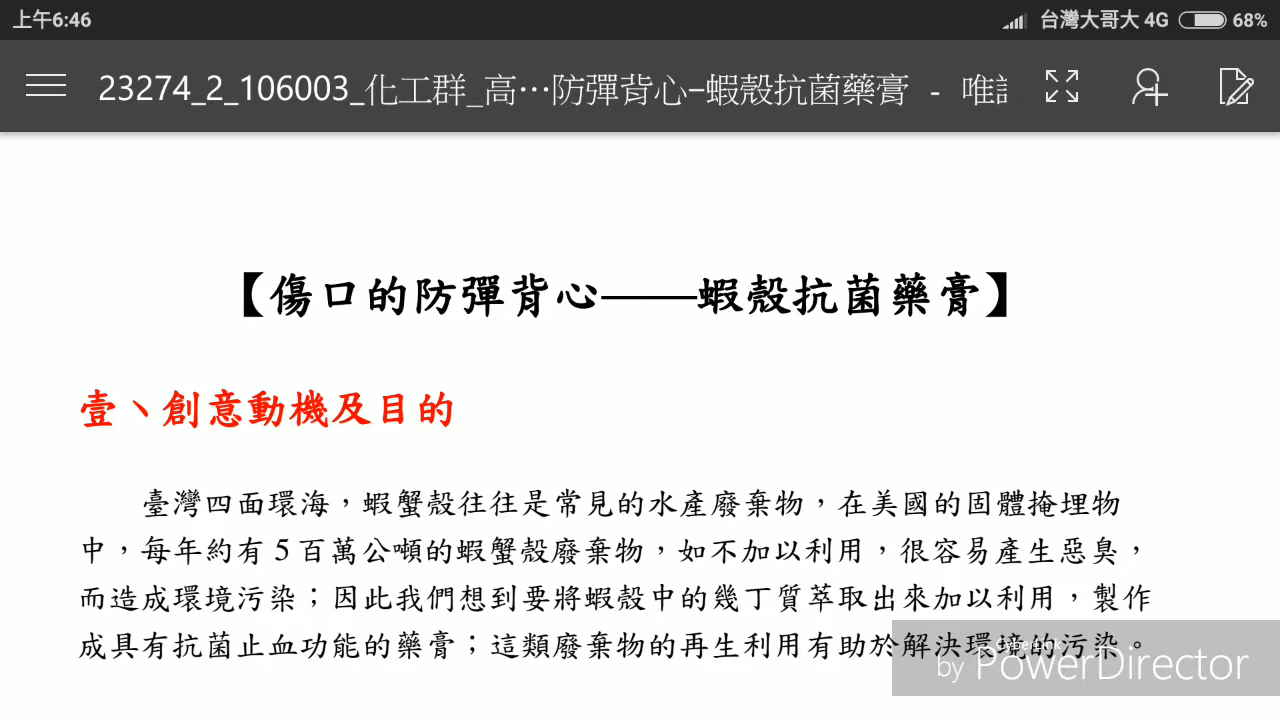 上午6:46
台灣大哥大 4G 68%
23274_2_106003_化工群_高…防彈背心–蝦殼抗菌藥膏 - 唯
【傷口的防彈背心——蝦殼抗菌藥膏】
壹、創意動機及目的
臺灣四面環海，蝦蟹殼往往是常見的水產廢棄物，在美國的固體掩埋物
中，每年約有 5 百萬公噸的蝦蟹殼廢棄物，如不加以利用，很容易產生惡臭，
而造成環境污染；因此我們想到要將蝦殼中的幾丁質萃取出來加以利用，製作
成具有抗菌止血功能的藥膏；這類廢棄物的再生利用有助於解決環境的污染。
CyberLink
by PowerDirector